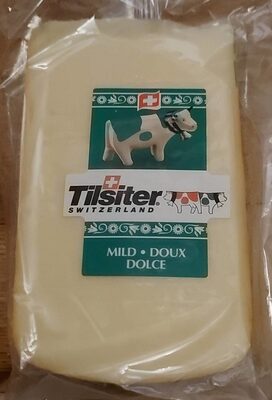 Tilsiter®
SWITZERLAND
MILD • DOUX
DOLCE